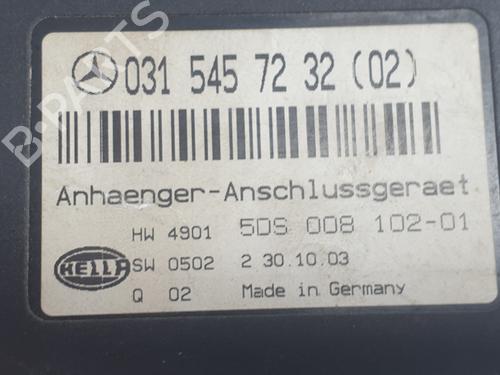 031 545 72 32 (02)
Anhaenger-Anschlussgeraet
HW 4901 5DS 008 102-01
HELLA SW 0502 2 30.10.03
Q 02 Made in Germany
B-PARTS